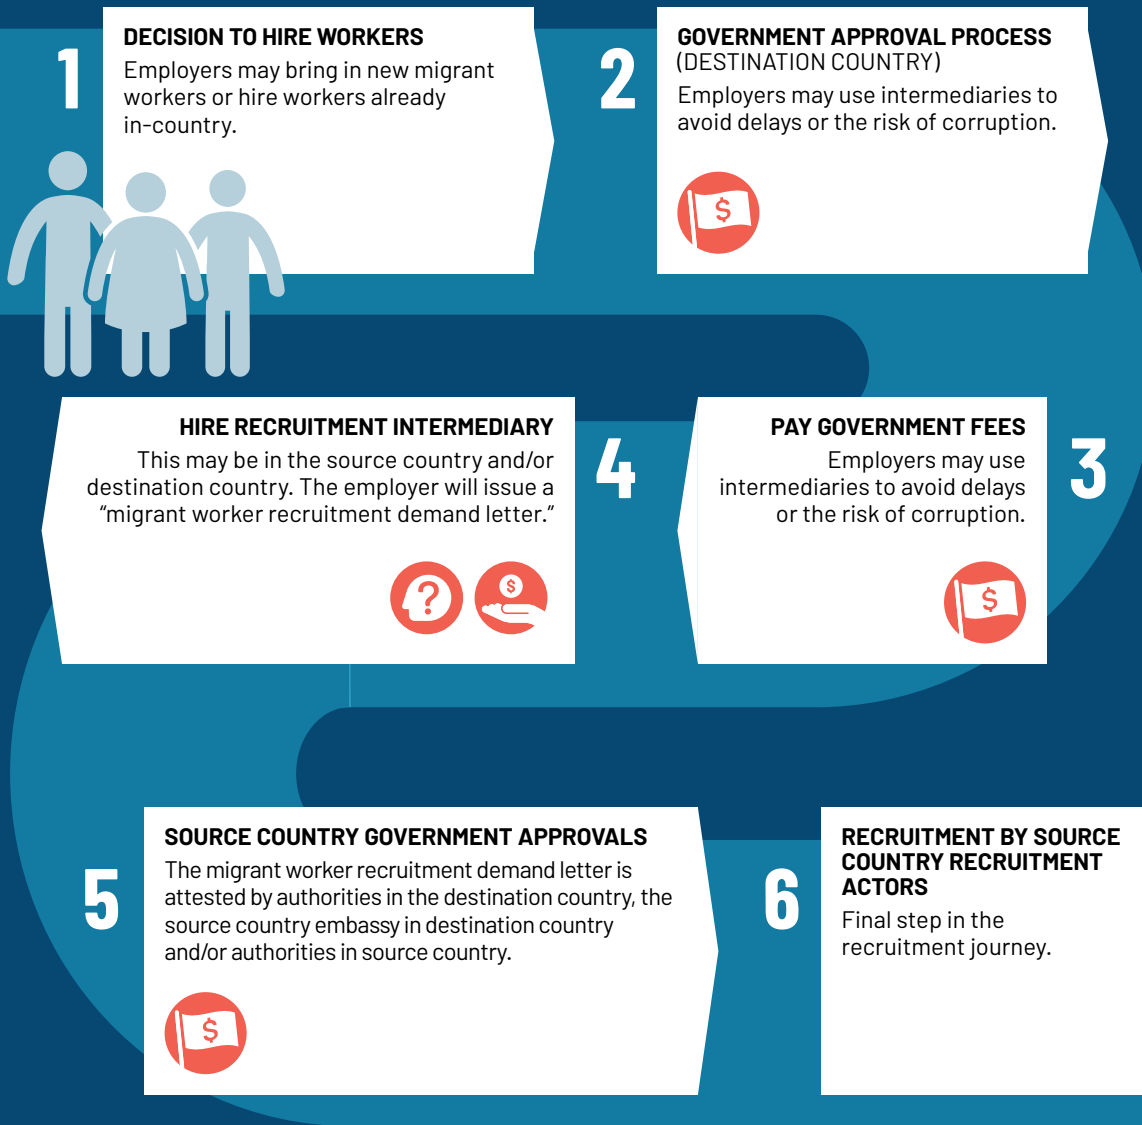 1
DECISION TO HIRE WORKERS
Employers may bring in new migrant
workers or hire workers already
in-country.
2
GOVERNMENT APPROVAL PROCESS
(DESTINATION COUNTRY)
Employers may use intermediaries to
avoid delays or the risk of corruption.
$
3
PAY GOVERNMENT FEES
Employers may use
intermediaries to avoid delays
or the risk of corruption.
$
4
HIRE RECRUITMENT INTERMEDIARY
This may be in the source country and/or
destination country. The employer will issue a
“migrant worker recruitment demand letter.”
?
$
5
SOURCE COUNTRY GOVERNMENT APPROVALS
The migrant worker recruitment demand letter is
attested by authorities in the destination country, the
source country embassy in destination country
and/or authorities in source country.
$
6
RECRUITMENT BY SOURCE
COUNTRY RECRUITMENT
ACTORS
Final step in the
recruitment journey.